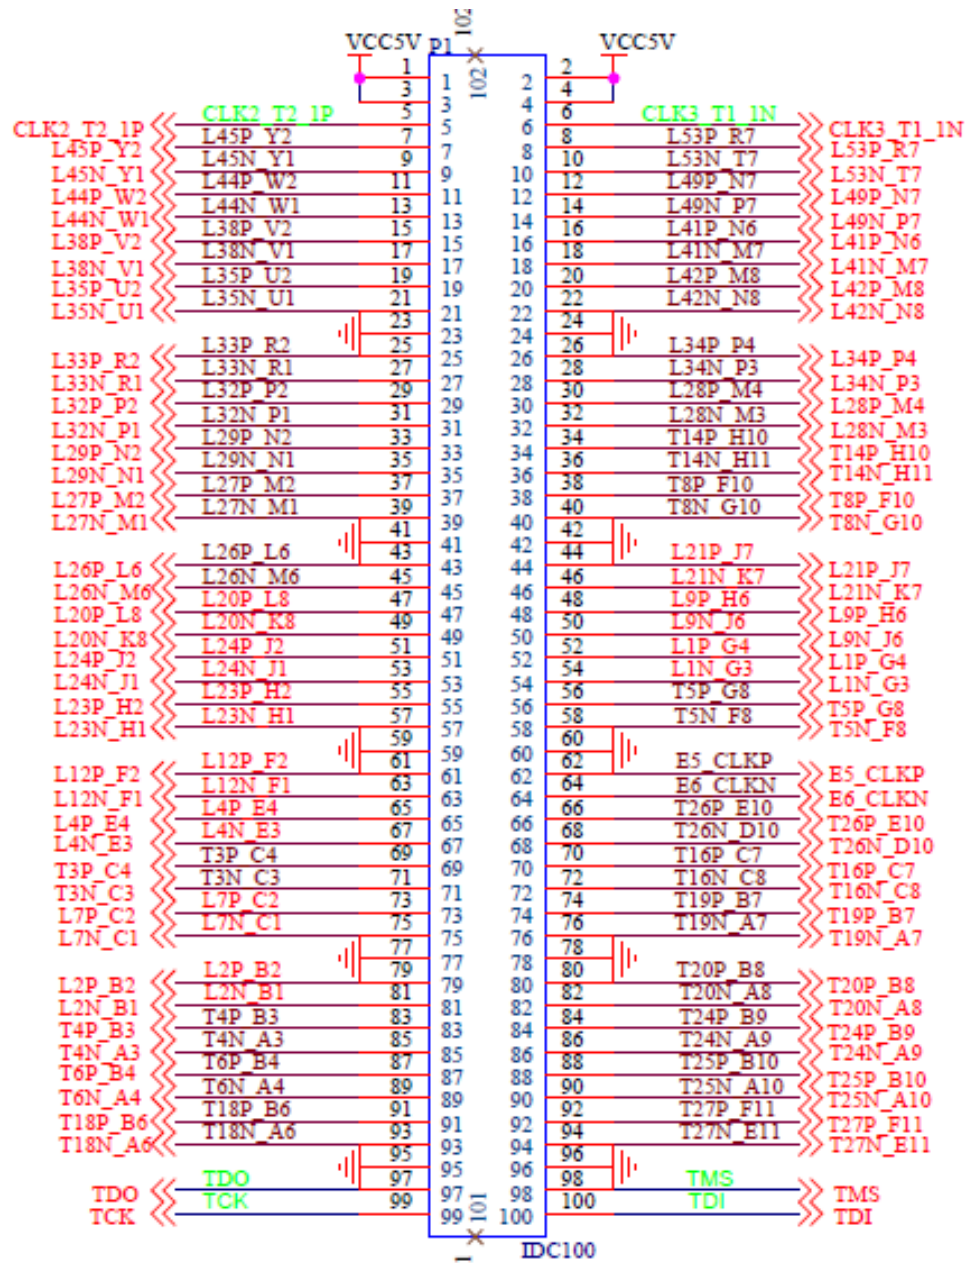 102
VCC5V P1 VCC5V
1 1 102 2 2
3 3 4 4
CLK2_T2_1P CLK2_T2_1P 5 5 6 6 CLK3_T1_1N CLK3_T1_1N
L45P_Y2 L45P_Y2 7 7 8 8 L53P_R7 L53P_R7
L45N_Y1 L45N_Y1 9 9 10 10 L53N_T7 L53N_T7
L44P_W2 L44P_W2 11 11 12 12 L49P_N7 L49P_N7
L44N_W1 L44N_W1 13 13 14 14 L49N_P7 L49N_P7
L38P_V2 L38P_V2 15 15 16 16 L41P_N6 L41P_N6
L38N_V1 L38N_V1 17 17 18 18 L41N_M7 L41N_M7
L35P_U2 L35P_U2 19 19 20 20 L42P_M8 L42P_M8
L35N_U1 L35N_U1 21 21 22 22 L42N_N8 L42N_N8
23 23 24 24
L33P_R2 L33P_R2 25 25 26 26 L34P_P4 L34P_P4
L33N_R1 L33N_R1 27 27 28 28 L34N_P3 L34N_P3
L32P_P2 L32P_P2 29 29 30 30 L28P_M4 L28P_M4
L32N_P1 L32N_P1 31 31 32 32 L28N_M3 L28N_M3
L29P_N2 L29P_N2 33 33 34 34 T14P_H10 T14P_H10
L29N_N1 L29N_N1 35 35 36 36 T14N_H11 T14N_H11
L27P_M2 L27P_M2 37 37 38 38 T8P_F10 T8P_F10
L27N_M1 L27N_M1 39 39 40 40 T8N_G10 T8N_G10
41 41 42 42
L26P_L6 L26P_L6 43 43 44 44 L21P_J7 L21P_J7
L26N_M6 L26N_M6 45 45 46 46 L21N_K7 L21N_K7
L20P_L8 L20P_L8 47 47 48 48 L9P_H6 L9P_H6
L20N_K8 L20N_K8 49 49 50 50 L9N_J6 L9N_J6
L24P_J2 L24P_J2 51 51 52 52 L1P_G4 L1P_G4
L24N_J1 L24N_J1 53 53 54 54 L1N_G3 L1N_G3
L23P_H2 L23P_H2 55 55 56 56 T5P_G8 T5P_G8
L23N_H1 L23N_H1 57 57 58 58 T5N_F8 T5N_F8
59 59 60 60
L12P_F2 L12P_F2 61 61 62 62 E5_CLKP E5_CLKP
L12N_F1 L12N_F1 63 63 64 64 E6_CLKN E6_CLKN
L4P_E4 L4P_E4 65 65 66 66 T26P_E10 T26P_E10
L4N_E3 L4N_E3 67 67 68 68 T26N_D10 T26N_D10
T3P_C4 T3P_C4 69 69 70 70 T16P_C7 T16P_C7
T3N_C3 T3N_C3 71 71 72 72 T16N_C8 T16N_C8
L7P_C2 L7P_C2 73 73 74 74 T19P_B7 T19P_B7
L7N_C1 L7N_C1 75 75 76 76 T19N_A7 T19N_A7
77 77 78 78
L2P_B2 L2P_B2 79 79 80 80 T20P_B8 T20P_B8
L2N_B1 L2N_B1 81 81 82 82 T20N_A8 T20N_A8
T4P_B3 T4P_B3 83 83 84 84 T24P_B9 T24P_B9
T4N_A3 T4N_A3 85 85 86 86 T24N_A9 T24N_A9
T6P_B4 T6P_B4 87 87 88 88 T25P_B10 T25P_B10
T6N_A4 T6N_A4 89 89 90 90 T25N_A10 T25N_A10
T18P_B6 T18P_B6 91 91 92 92 T27P_F11 T27P_F11
T18N_A6 T18N_A6 93 93 94 94 T27N_E11 T27N_E11
95 95 96 96
TDO TDO 97 97 98 98 TMS TMS
TCK TCK 99 99 101 100 100 TDI TDI
IDC100